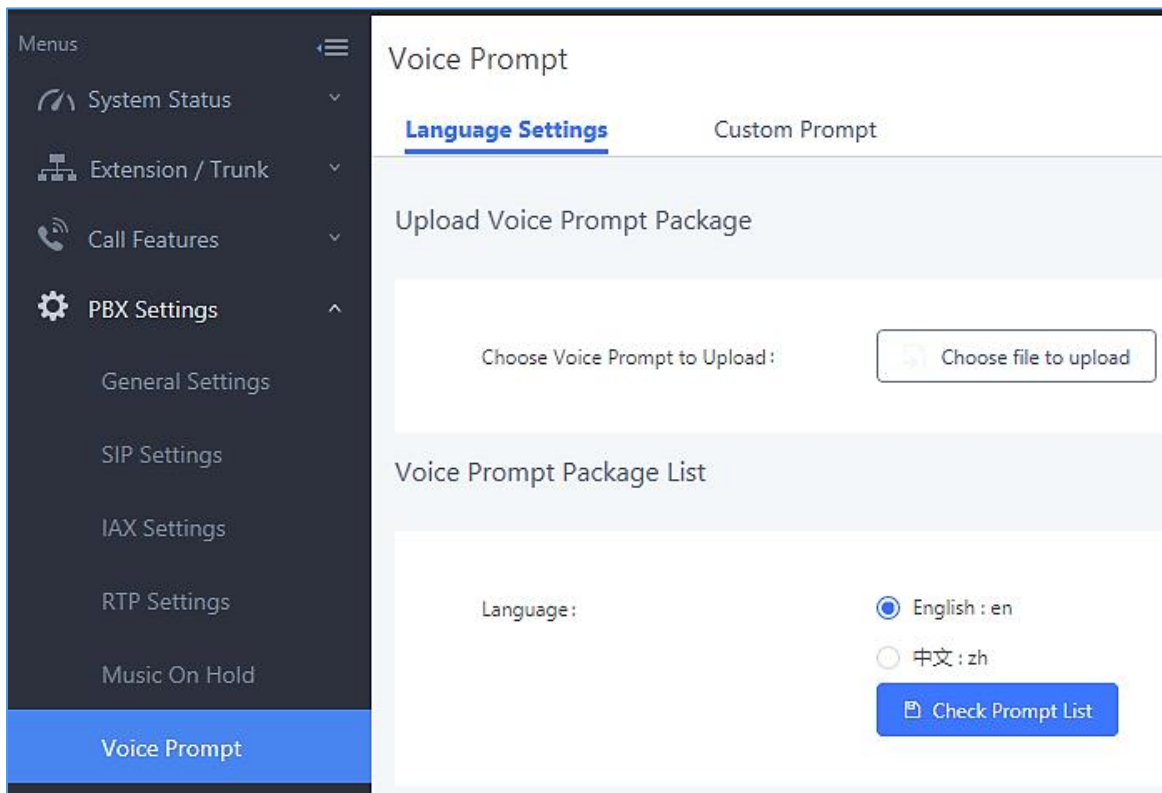 Menus
System Status
Extension / Trunk
Call Features
PBX Settings
General Settings
SIP Settings
IAX Settings
RTP Settings
Music On Hold
Voice Prompt
Voice Prompt
Language Settings
Custom Prompt
Upload Voice Prompt Package
Choose Voice Prompt to Upload:
Choose file to upload
Voice Prompt Package List
Language:
English : en
中文 : zh
Check Prompt List